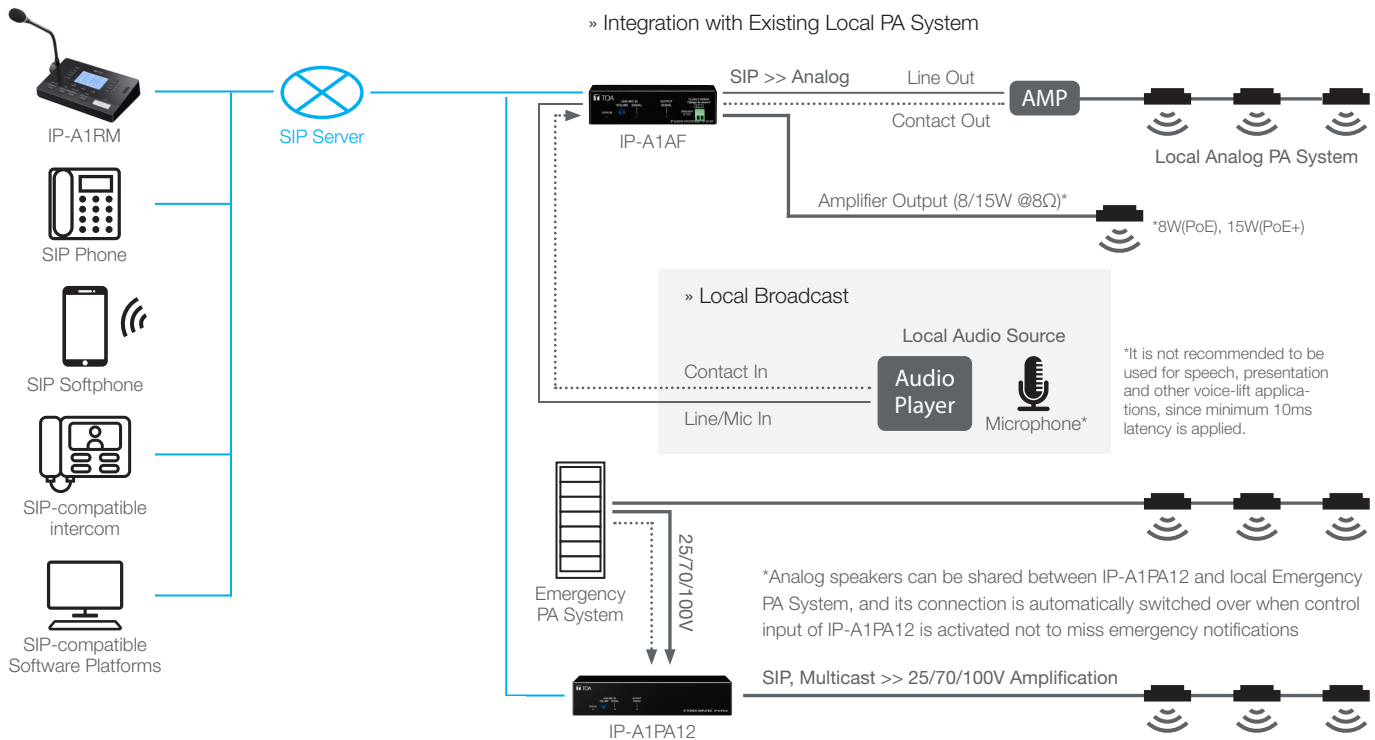 » Integration with Existing Local PA System
IP-A1RM
SIP Phone
SIP Softphone
SIP-compatible
intercom
SIP-compatible
Software Platforms
SIP Server
TOA
IP-A1AF
SIP >> Analog
Line Out
Contact Out
AMP
Local Analog PA System
Amplifier Output (8/15W @8Ω)*
*8W(PoE), 15W(PoE+)
» Local Broadcast
Local Audio Source
Contact In
Line/Mic In
Audio
Player
Microphone*
*It is not recommended to be
used for speech, presentation
and other voice-lift applica-
tions, since minimum 10ms
latency is applied.
Emergency
PA System
25/70/100V
*Analog speakers can be shared between IP-A1PA12 and local Emergency
PA System, and its connection is automatically switched over when control
input of IP-A1PA12 is activated not to miss emergency notifications
SIP, Multicast >> 25/70/100V Amplification
TOA
IP-A1PA12